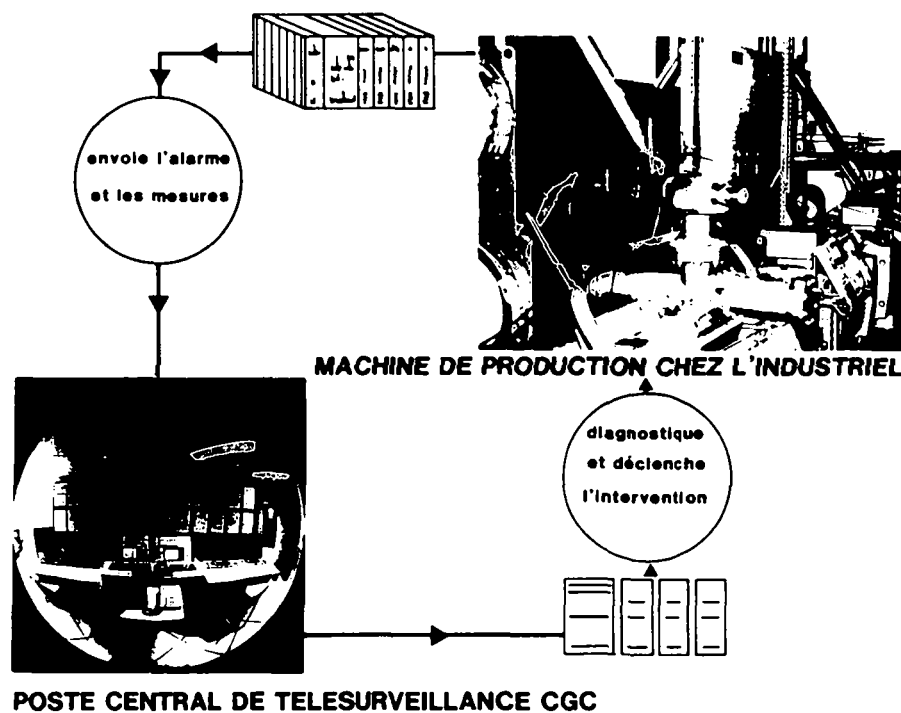 envoie l'alarme
et les mesures
MACHINE DE PRODUCTION CHEZ L'INDUSTRIEL
diagnostique
et déclenche
l'intervention
POSTE CENTRAL DE TELESURVEILLANCE CGC